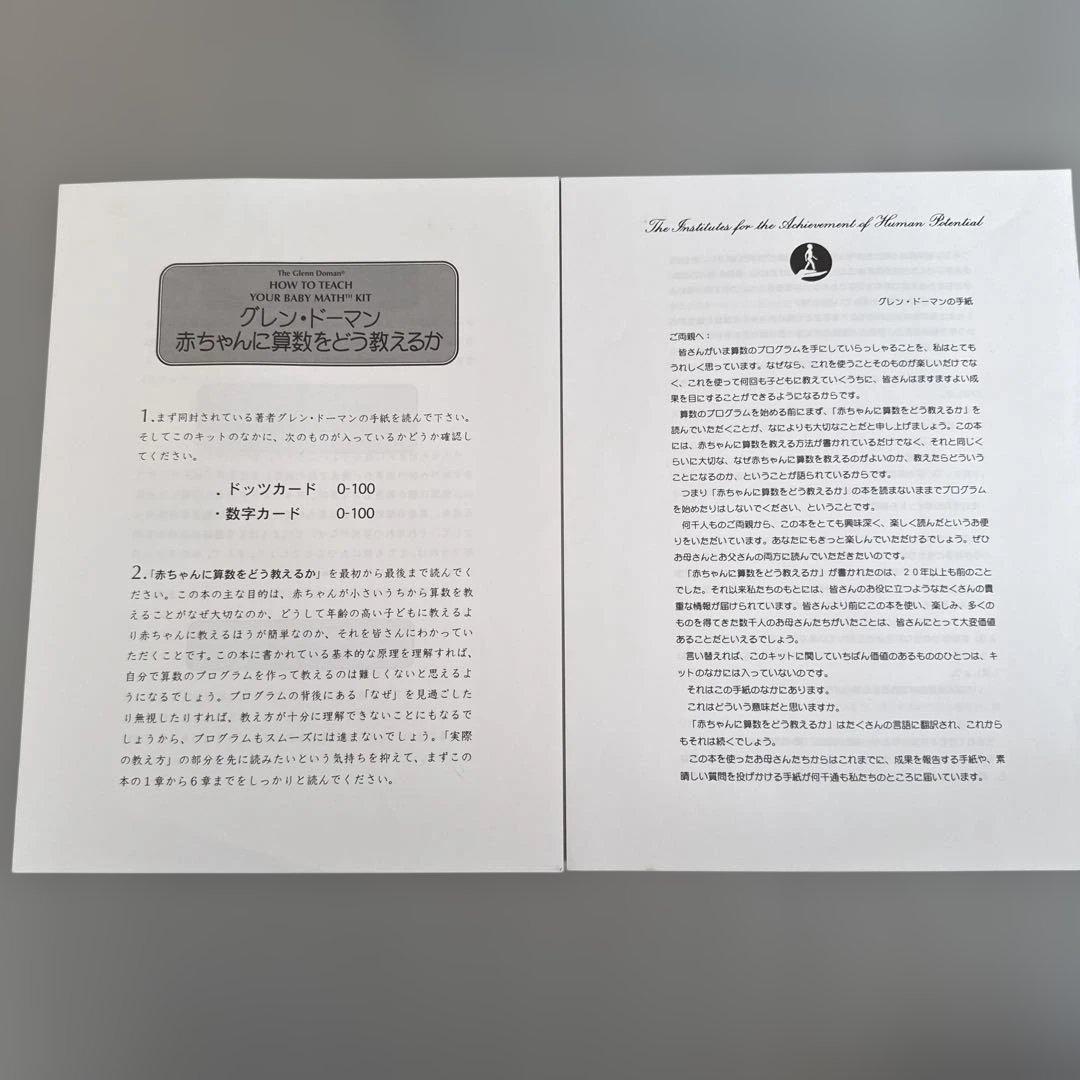 The Glenn Doman®
HOW TO TEACH
YOUR BABY MATH™ KIT
グレン・ドーマン
赤ちゃんに算数をどう教えるか
1.まず同封されている著者グレン・ドーマンの手紙を読んで下さい。
そしてこのキットのなかに、次のものが入っているかどうか確認し
てください。
．ドッツカード 0-100
・数字カード 0-100
2.「赤ちゃんに算数をどう教えるか」を最初から最後まで読んでく
ださい。この本の主な目的は、赤ちゃんが小さいうちから算数を教
えることがなぜ大切なのか、どうして年齢の高い子どもに教えるよ
り赤ちゃんに教えるほうが簡単なのか、それを皆さんにわかってい
ただくことです。この本に書かれている基本的な原理を理解すれば、
自分で算数のプログラムを作って教えるのは難しくないと思えるよ
うになるでしょう。プログラムの背後にある「なぜ」を見過ごした
り無視したりすれば、教え方が十分に理解できないことにもなるで
しょうから、プログラムもスムーズには進まないでしょう。「実際
の教え方」の部分を先に読みたいという気持ちを抑えて、まずこの
本の１章から６章までをしっかりと読んでください。
The Institutes for the Achievement of Human Potential
グレン・ドーマンの手紙
ご両親へ：
皆さんがいま算数のプログラムを手にしていらっしゃることを、私はとても
うれしく思っています。なぜなら、これを使うことそのものが楽しいだけでな
く、これを使って何回も子どもに教えていくうちに、皆さんはますますよい成
果を目にすることができるようになるからです。
算数のプログラムを始める前にまず、「赤ちゃんに算数をどう教えるか」を
読んでいただくことが、なによりも大切なことだと申し上げましょう。この本
には、赤ちゃんに算数を教える方法が書かれているだけでなく、それと同じく
らいに大切な、なぜ赤ちゃんに算数を教えるのがよいのか、教えたらどういう
ことになるのか、ということが語られているからです。
つまり「赤ちゃんに算数をどう教えるか」の本を読まないままでプログラム
を始めたりはしないでください、ということです。
何千人ものご両親から、この本をとても興味深く、楽しく読んだというお便
りをいただいています。あなたにもきっと楽しんでいただけるでしょう。ぜひ
お母さんとお父さんの両方に読んでいただきたいのです。
「赤ちゃんに算数をどう教えるか」が書かれたのは、２０年以上も前のこと
でした。それ以来私たちのもとには、皆さんのお役に立つようなたくさんの貴
重な情報が届けられています。皆さんより前にこの本を使い、楽しみ、多くの
ものを得てきた数千人のお母さんたちがいたことは、皆さんにとって大変価値
あることだといえるでしょう。
言い替えれば、このキットに関していちばん価値のあるもののひとつは、キ
ットのなかには入っていないのです。
それはこの手紙のなかにあります。
これはどういう意味だと思いますか。
「赤ちゃんに算数をどう教えるか」はたくさんの言語に翻訳され、これから
もそれは続くでしょう。
この本を使ったお母さんたちからはこれまでに、成果を報告する手紙や、素
晴しい質問を投げかける手紙が何千通も私たちのところに届いています。